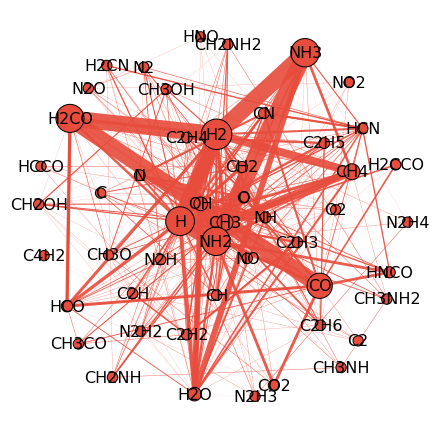 HNO
CH2NH2
NH3
H2CN
N2
NO2
N2O
CH3OH
H2CO
CN
H2
HCN
C2H4
C2H5
HCCO
CH2
CH4
H2CCO
N
C
O
CH2OH
OH
C2
H
CH3
NH
N2H4
NH2
C2H3
C4H2
CH3O
N2H
NO
HNCO
CO
C2H
CH
CH3NH2
HCO
N2H2
C2H2
C2H6
CH3CO
O2
CH3NH
CH2NH
CO2
H2O
N2H3